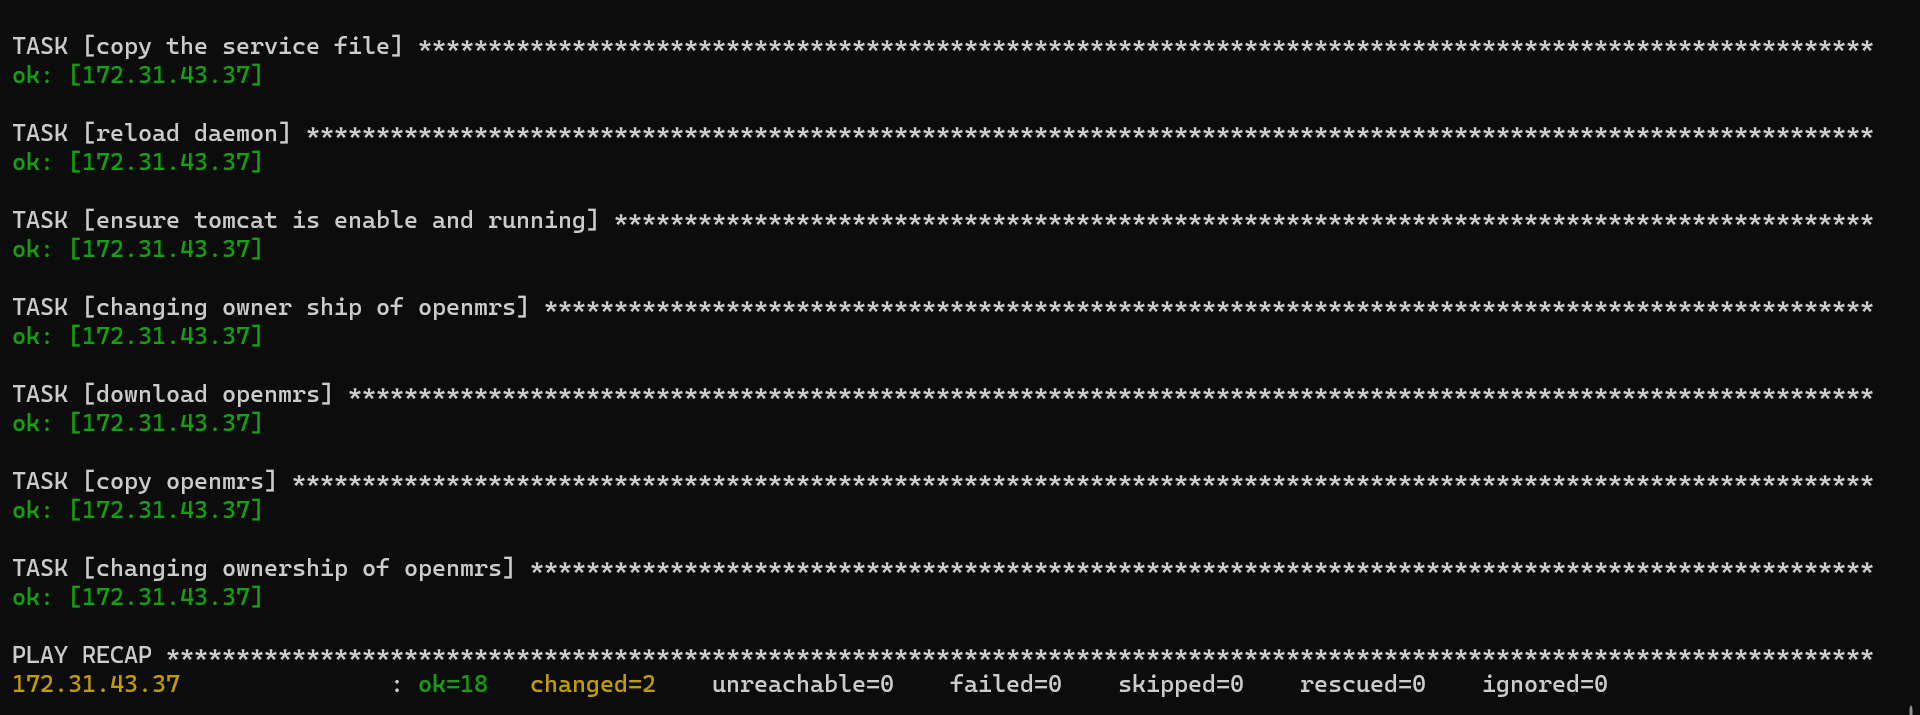 TASK [copy the service file] ********************************************************************************************************
ok: [172.31.43.37]
TASK [reload daemon] ****************************************************************************************************************
ok: [172.31.43.37]
TASK [ensure tomcat is enable and running] ******************************************************************************************
ok: [172.31.43.37]
TASK [changing owner ship of openmrs] ***********************************************************************************************
ok: [172.31.43.37]
TASK [download openmrs] *************************************************************************************************************
ok: [172.31.43.37]
TASK [copy openmrs] *****************************************************************************************************************
ok: [172.31.43.37]
TASK [changing ownership of openmrs] ************************************************************************************************
ok: [172.31.43.37]
PLAY RECAP **************************************************************************************************************************
172.31.43.37               : ok=18   changed=2    unreachable=0    failed=0    skipped=0    rescued=0    ignored=0